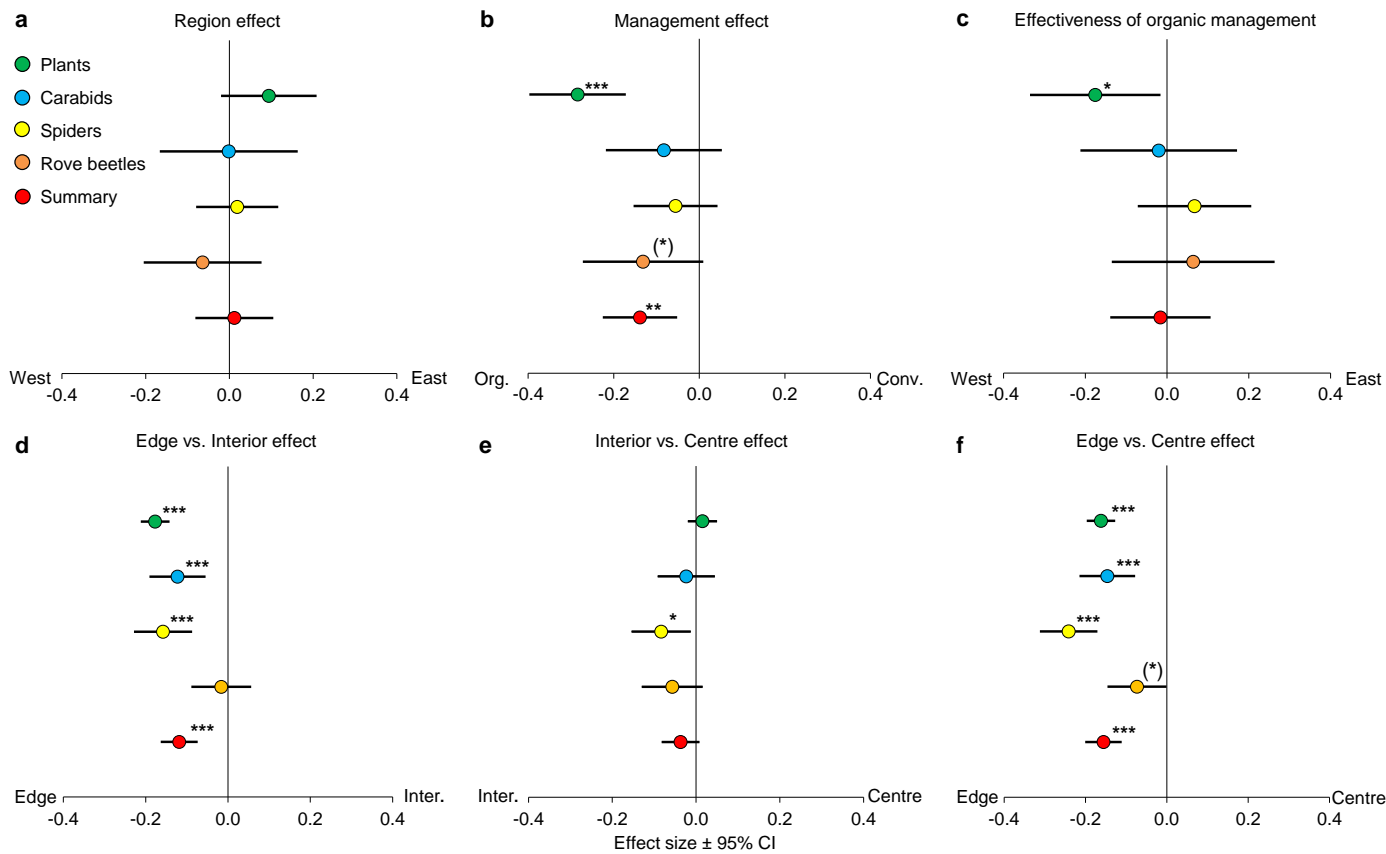 a Region effect
b Management effect
c Effectiveness of organic management
Plants
Carabids
Spiders
Rove beetles
Summary
***
(*)
**
*
West East
-0.4 -0.2 0.0 0.2 0.4
Org. Conv.
-0.4 -0.2 0.0 0.2 0.4
West East
-0.4 -0.2 0.0 0.2 0.4
d Edge vs. Interior effect
e Interior vs. Centre effect
f Edge vs. Centre effect
***
***
***
***
*
***
***
***
(*)
***
Edge Inter.
-0.4 -0.2 0.0 0.2 0.4
Inter. Centre
-0.4 -0.2 0.0 0.2 0.4
Edge Centre
-0.4 -0.2 0.0 0.2 0.4
Effect size ± 95% CI